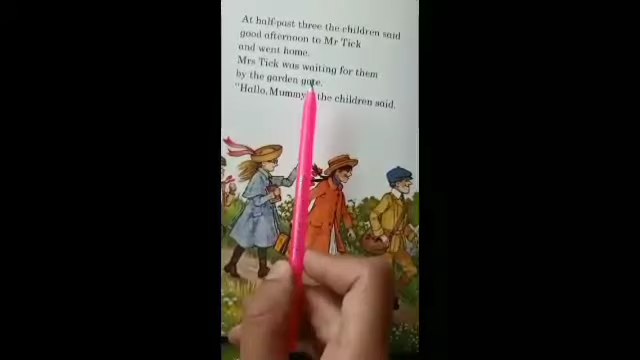 At half-past three the children said
good afternoon to Mr Tick
and went home.
Mrs Tick was waiting for them
by the garden gate.
"Hallo, Mummy the children said.